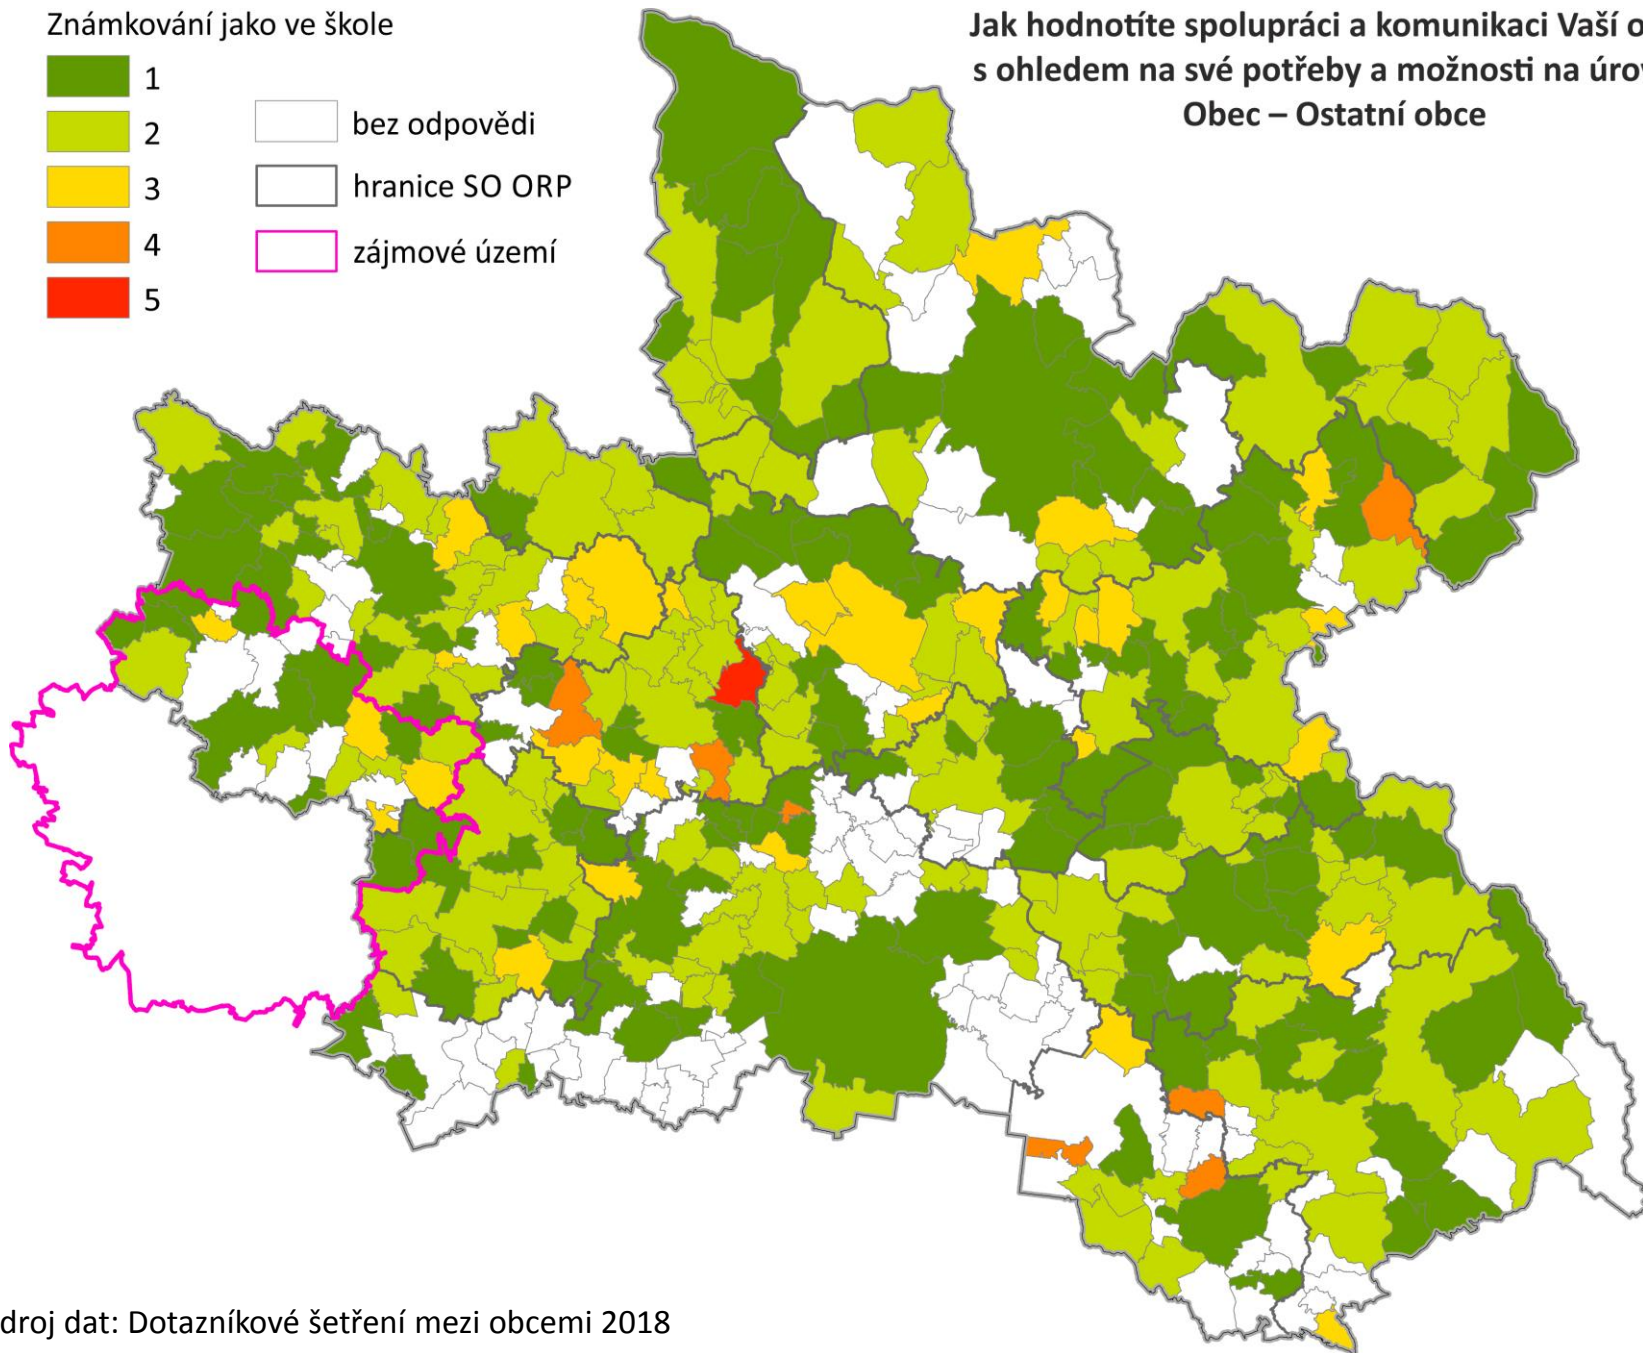 Známkování jako ve škole
1
2
3
4
5
bez odpovědi
hranice SO ORP
zájmové území
Jak hodnotíte spolupráci a komunikaci Vaší
s ohledem na své potřeby a možnosti na
Obec – Ostatní obce
droj dat: Dotazníkové šetření mezi obcemi 2018